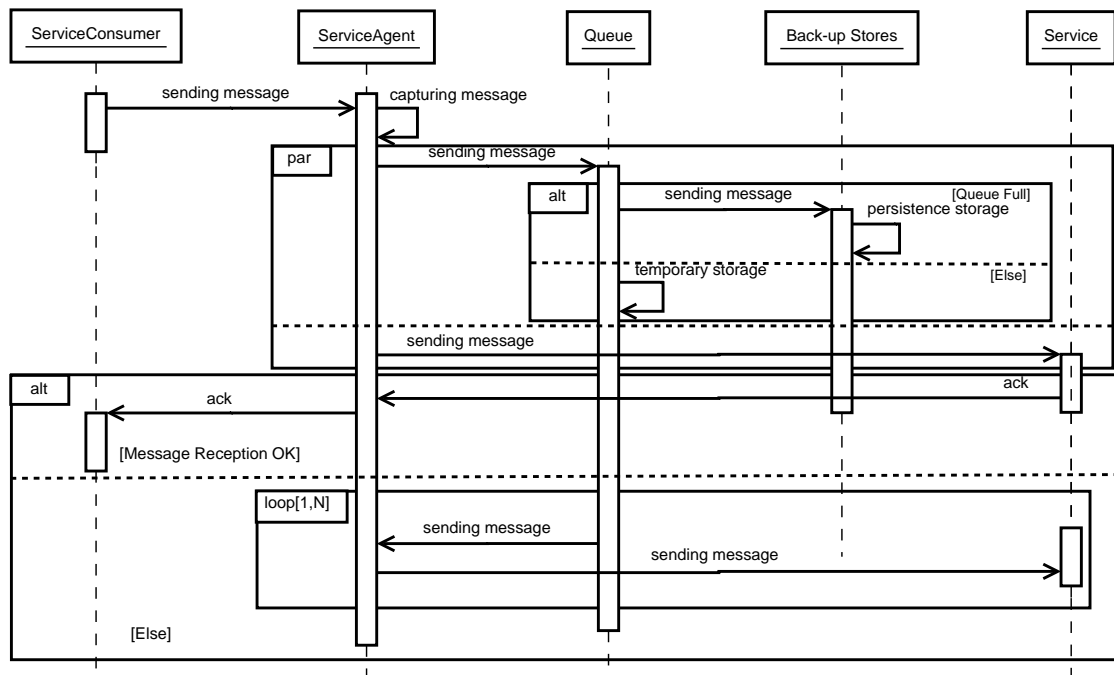 ServiceConsumer
ServiceAgent
Queue
Back-up Stores
Service
sending message
capturing message
par
sending message
alt
sending message
[Queue Full]
persistence storage
temporary storage
[Else]
sending message
alt
ack
ack
[Message Reception OK]
loop[1,N]
sending message
sending message
[Else]